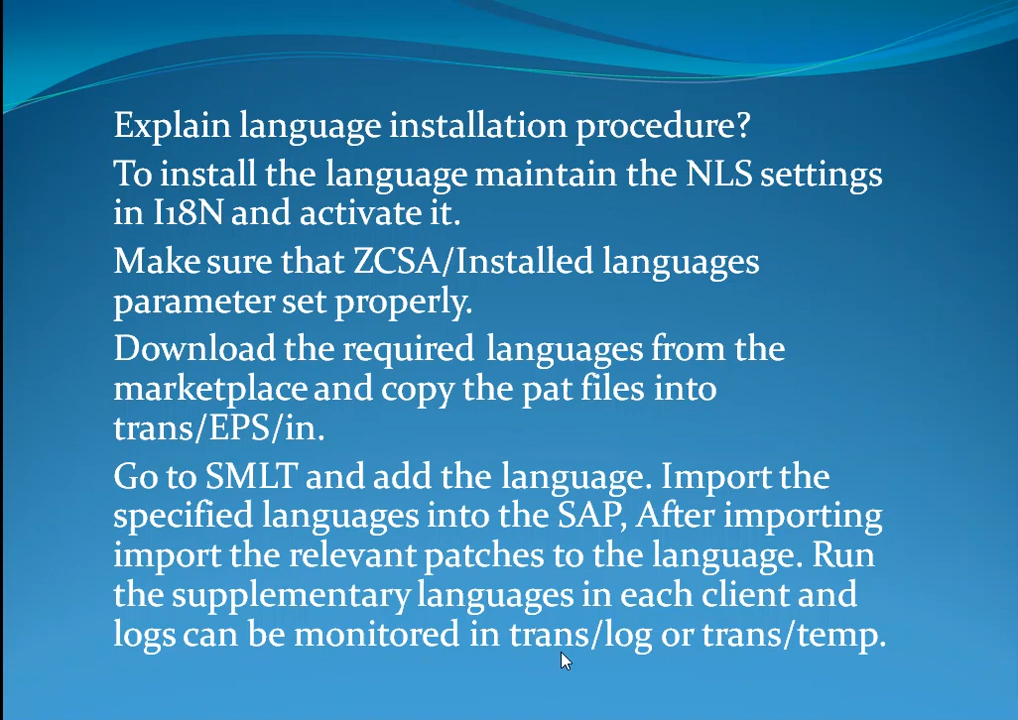 Explain language installation procedure?
To install the language maintain the NLS settings
in I18N and activate it.
Make sure that ZCSA/Installed languages
parameter set properly.
Download the required languages from the
marketplace and copy the pat files into
trans/EPS/in.
Go to SMLT and add the language. Import the
specified languages into the SAP, After importing
import the relevant patches to the language. Run
the supplementary languages in each client and
logs can be monitored in trans/log or trans/temp.